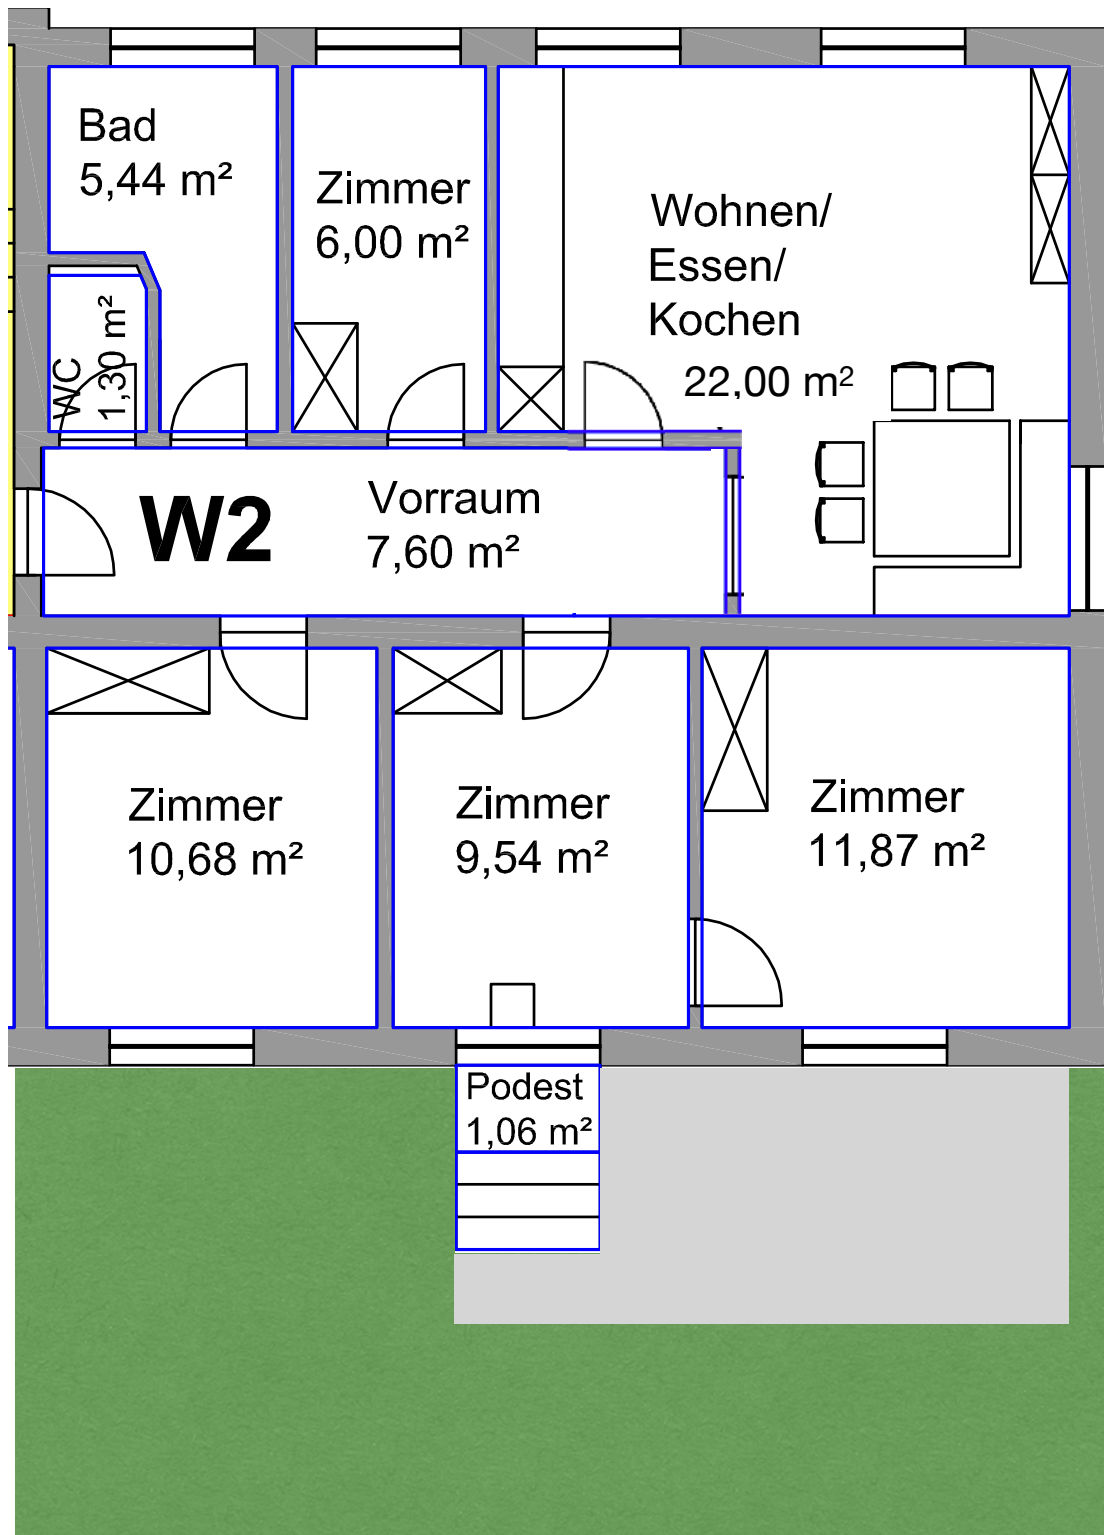 Bad
5,44 m²
Zimmer
6,00 m²
Wohnen/
Essen/
Kochen
22,00 m²
WC
1,30 m²
W2
Vorraum
7,60 m²
Zimmer
10,68 m²
Zimmer
9,54 m²
Zimmer
11,87 m²
Podest
1,06 m²